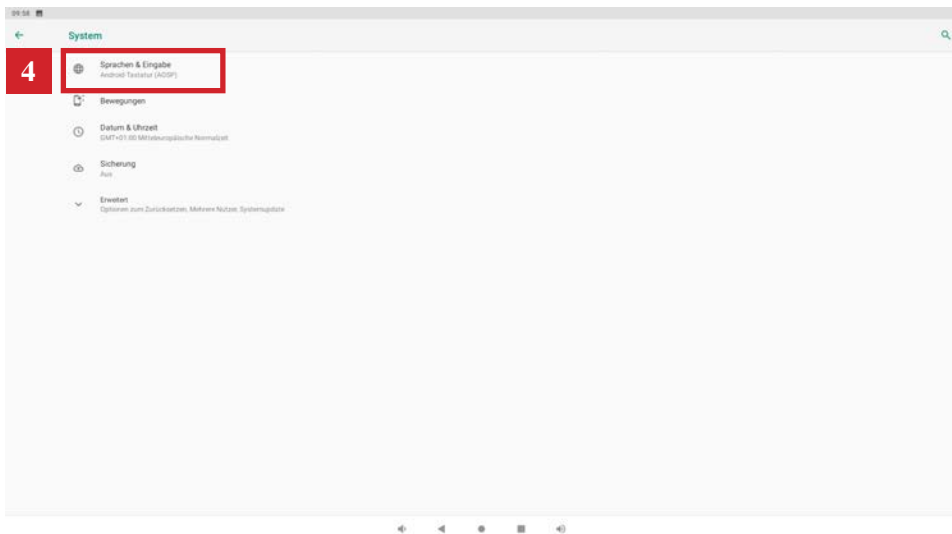 09:58
System
4
Sprachen & Eingabe
Android-Tastatur (AOSP)
Bewegungen
Datum & Uhrzeit
GMT+01:00 Mitteleuropäische Normalzeit
Sicherung
Aus
Erweitert
Optionen zum Zurücksetzen, Mehrere Nutzer, Systemupdate